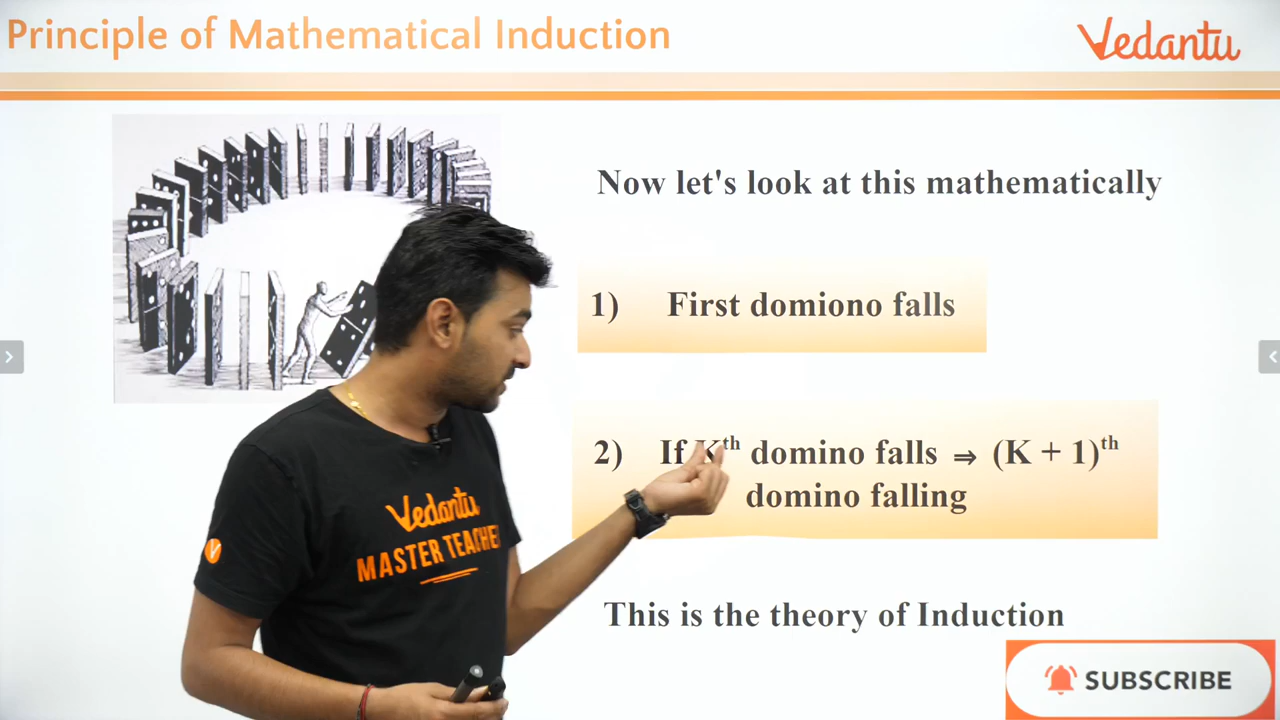 Principle of Mathematical Induction
Vedantu
Now let's look at this mathematically
1) First domiono falls
2) If Kth domino falls ⇒ (K + 1)th
domino falling
This is the theory of Induction
Vedantu
MASTER TEACHER
V
SUBSCRIBE